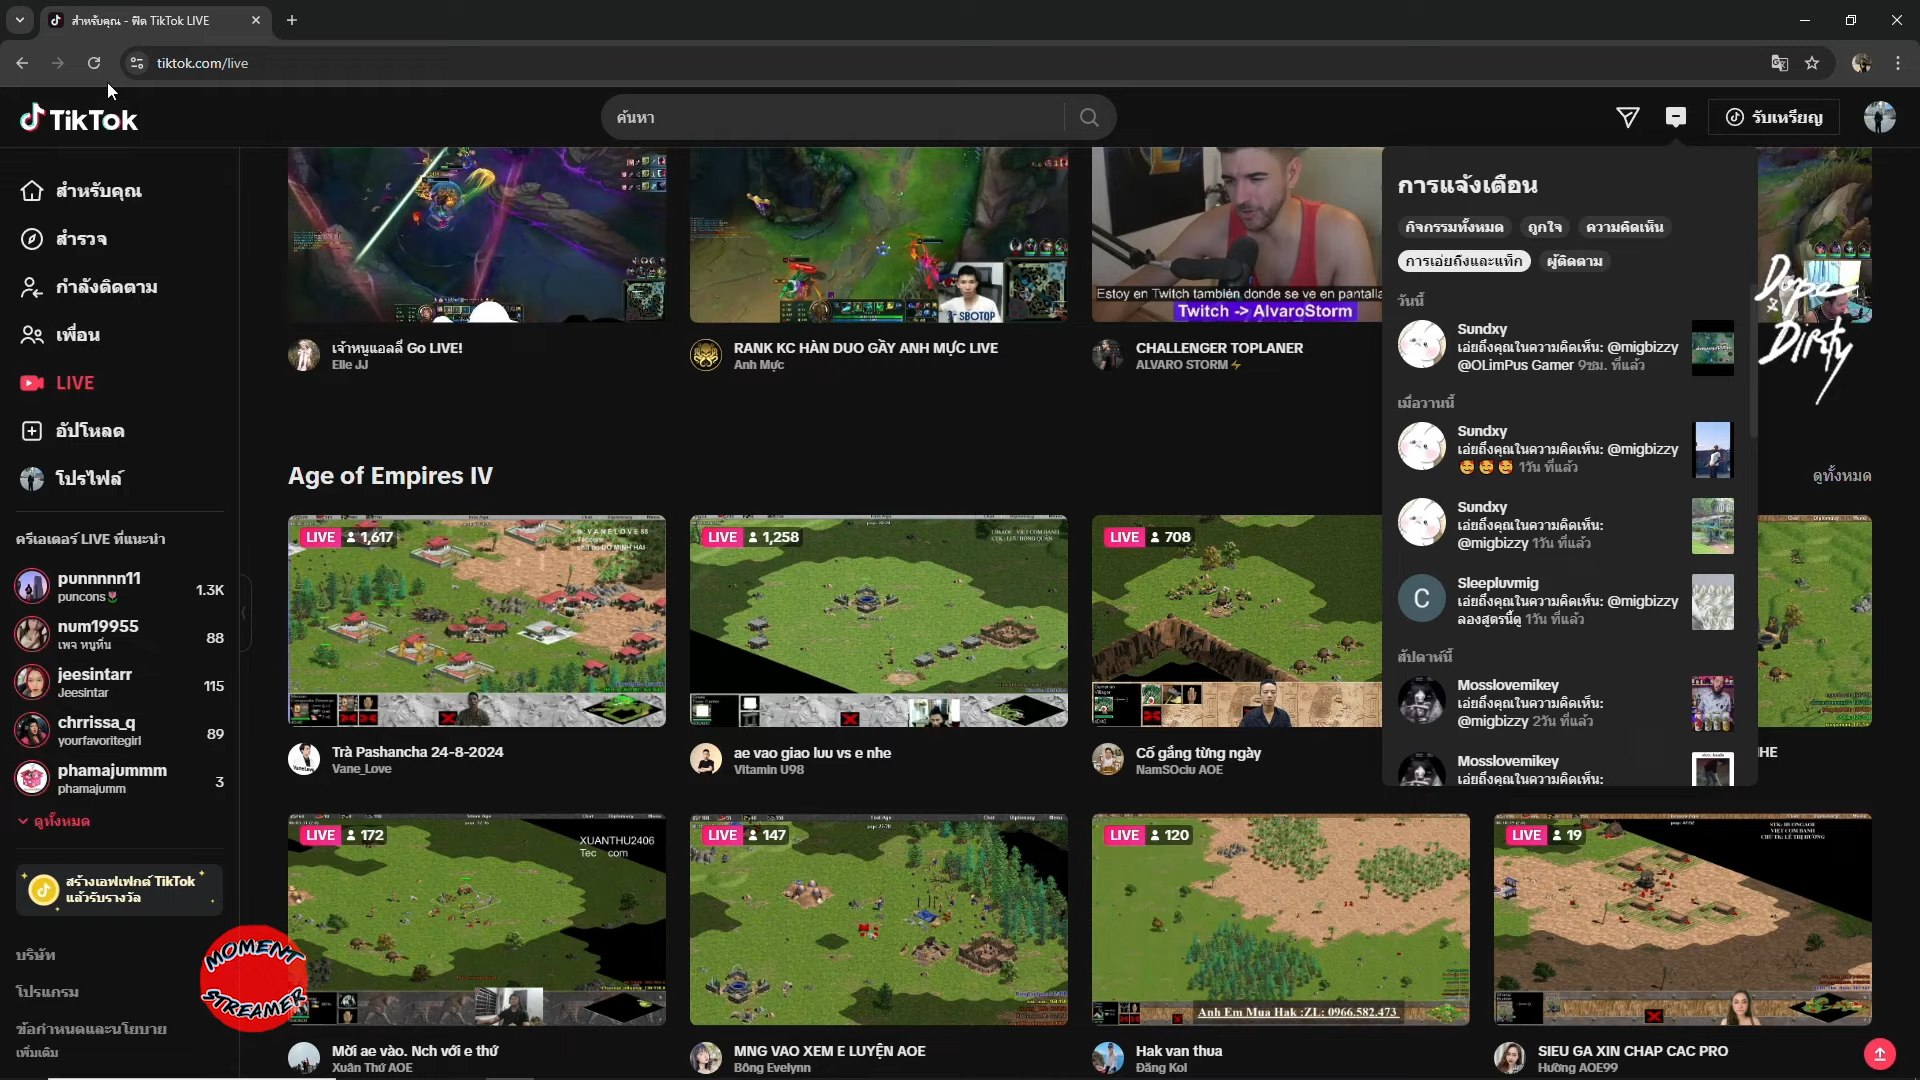 สำหรับคุณ - ฟีด TikTok LIVE
tiktok.com/live
TikTok
ค้นหา
รับเหรียญ
สำหรับคุณ
สำรวจ
กำลังติดตาม
เพื่อน
LIVE
อัปโหลด
โปรไฟล์
ครีเอเตอร์ LIVE ที่แนะนำ
punnnnn11
puncons
1.3K
num19955
เพจ หนูหิ่น
88
jeesintarr
Jeesintar
115
chrrissa_q
yourfavoritegirl
89
phamajummm
phamajumm
3
ดูทั้งหมด
สร้างเอฟเฟกต์ TikTok
แล้วรับรางวัล
บริษัท
โปรแกรม
ข้อกำหนดและนโยบาย
เพิ่มเติม
MOMENT
STREAMER
SBOTOP
Estoy en Twitch también donde se ve en pantalla
Twitch -> AlvaroStorm
เจ้าหนูแอลลี่ Go LIVE!
Elle JJ
RANK KC HÀN DUO GÃY ANH MỰC LIVE
Anh Mực
CHALLENGER TOPLANER
ALVARO STORM⚡
Dopa
x
Dirty
Age of Empires IV
ดูทั้งหมด
LIVE 1,617
Trà Pashancha 24-8-2024
Vane_Love
LIVE 1,258
ae vao giao luu vs e nhe
Vitamin U98
LIVE 708
Cố gắng từng ngày
NamSOciu AOE
HE
LIVE 172
XUANTHU2406
Tec com
Mời ae vào. Nch với e thứ
Xuân Thứ AOE
LIVE 147
MNG VAO XEM E LUYỆN AOE
Bông Evelynn
LIVE 120
Anh Em Mua Hak :ZL: 0966.582.473
Hak van thua
Đăng Kol
LIVE 19
SIEU GA XIN CHAP CAC PRO
Hường AOE99
การแจ้งเตือน
กิจกรรมทั้งหมด ถูกใจ ความคิดเห็น
การเอ่ยถึงและแท็ก ผู้ติดตาม
วันนี้
Sundxy
เอ่ยถึงคุณในความคิดเห็น: @migbizzy
@OLimPus Gamer 9ชม. ที่แล้ว
เมื่อวานนี้
Sundxy
เอ่ยถึงคุณในความคิดเห็น: @migbizzy
🥰 🥰 🥰 1วัน ที่แล้ว
Sundxy
เอ่ยถึงคุณในความคิดเห็น:
@migbizzy 1วัน ที่แล้ว
C
Sleepluvmig
เอ่ยถึงคุณในความคิดเห็น: @migbizzy
ลองสูตรนี้ดู 1วัน ที่แล้ว
สัปดาห์นี้
Mosslovemikey
เอ่ยถึงคุณในความคิดเห็น:
@migbizzy 2วัน ที่แล้ว
Mosslovemikey
เอ่ยถึงคุณในความคิดเห็น: